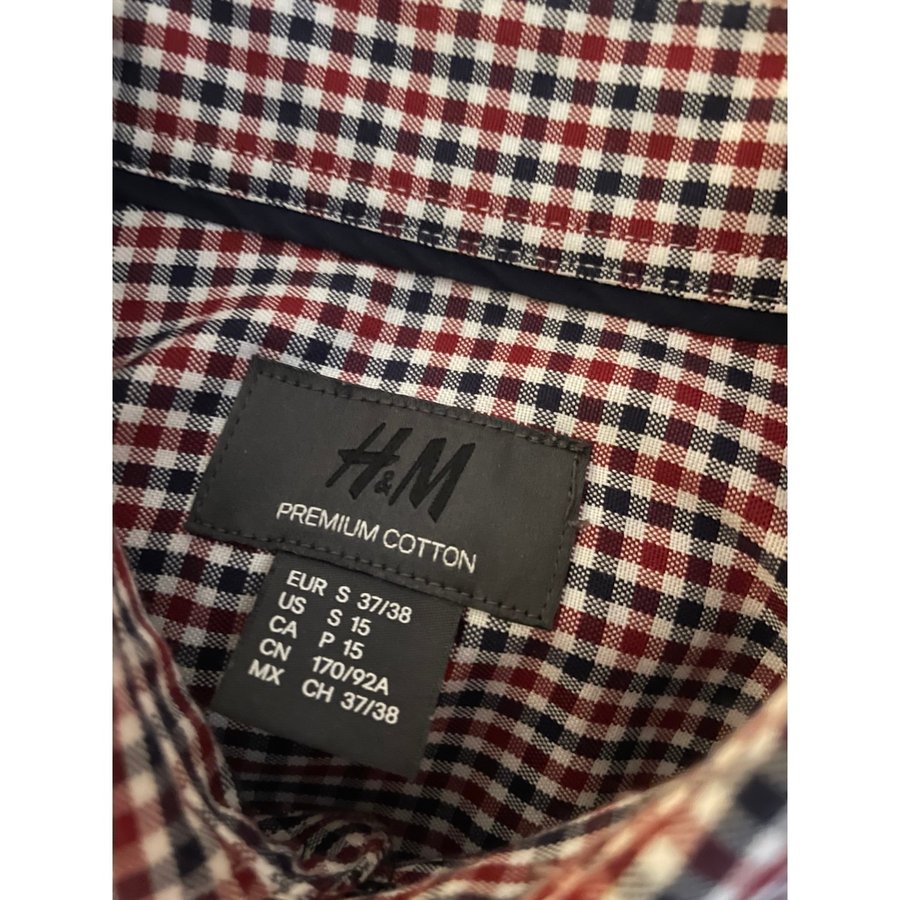 H&M
PREMIUM COTTON
EUR S 37/38
US S 15
CA P 15
CN 170/92A
MX CH 37/38